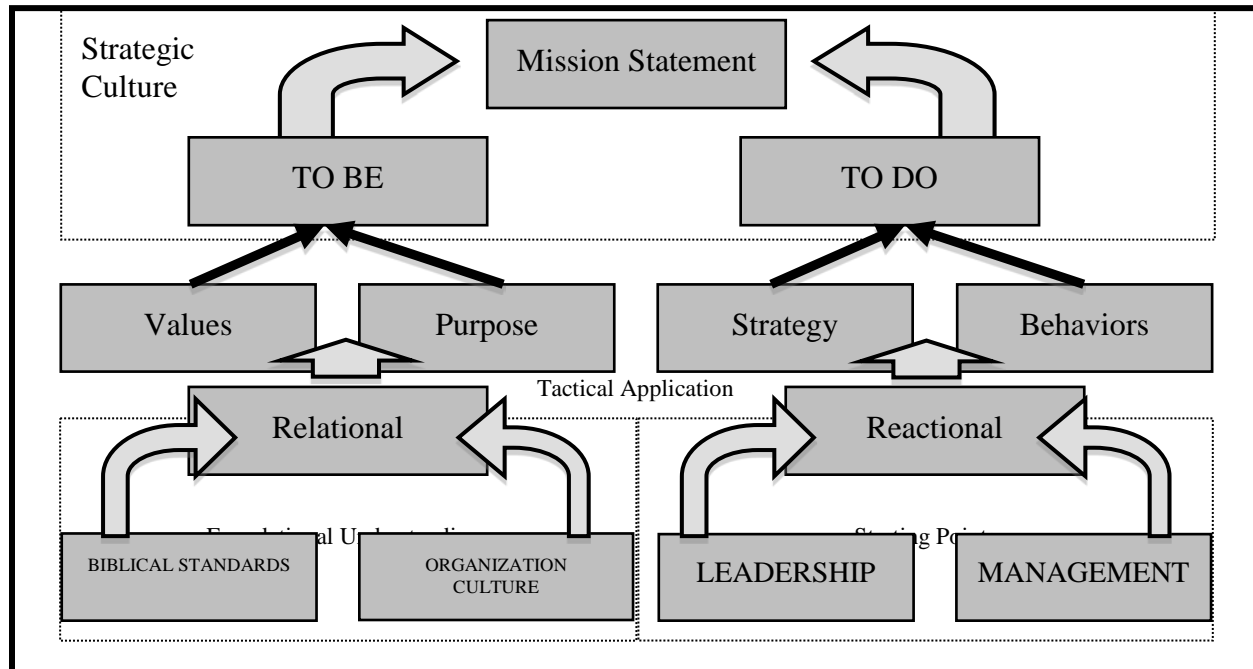 Strategic
Culture
Mission Statement
TO BE
TO DO
Values
Purpose
Strategy
Behaviors
Tactical Application
Relational
Reactional
BIBLICAL STANDARDS
ORGANIZATION
CULTURE
LEADERSHIP
MANAGEMENT